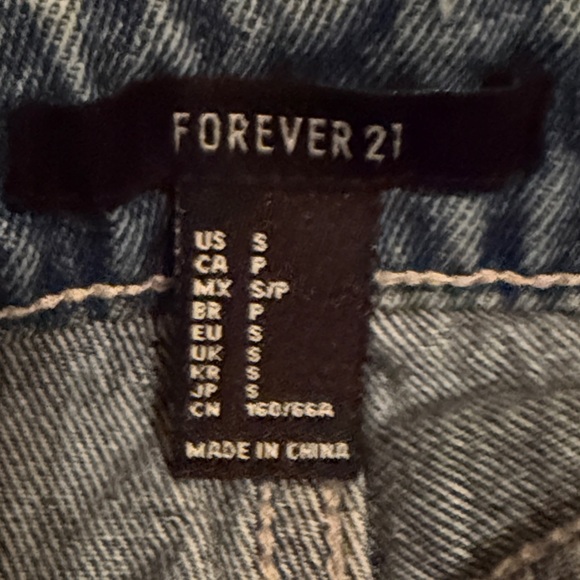 FOREVER 21
US S
CA P
MX S/P
BR P
EU S
UK S
KR S
JP S
CN 160/66A
MADE IN CHINA